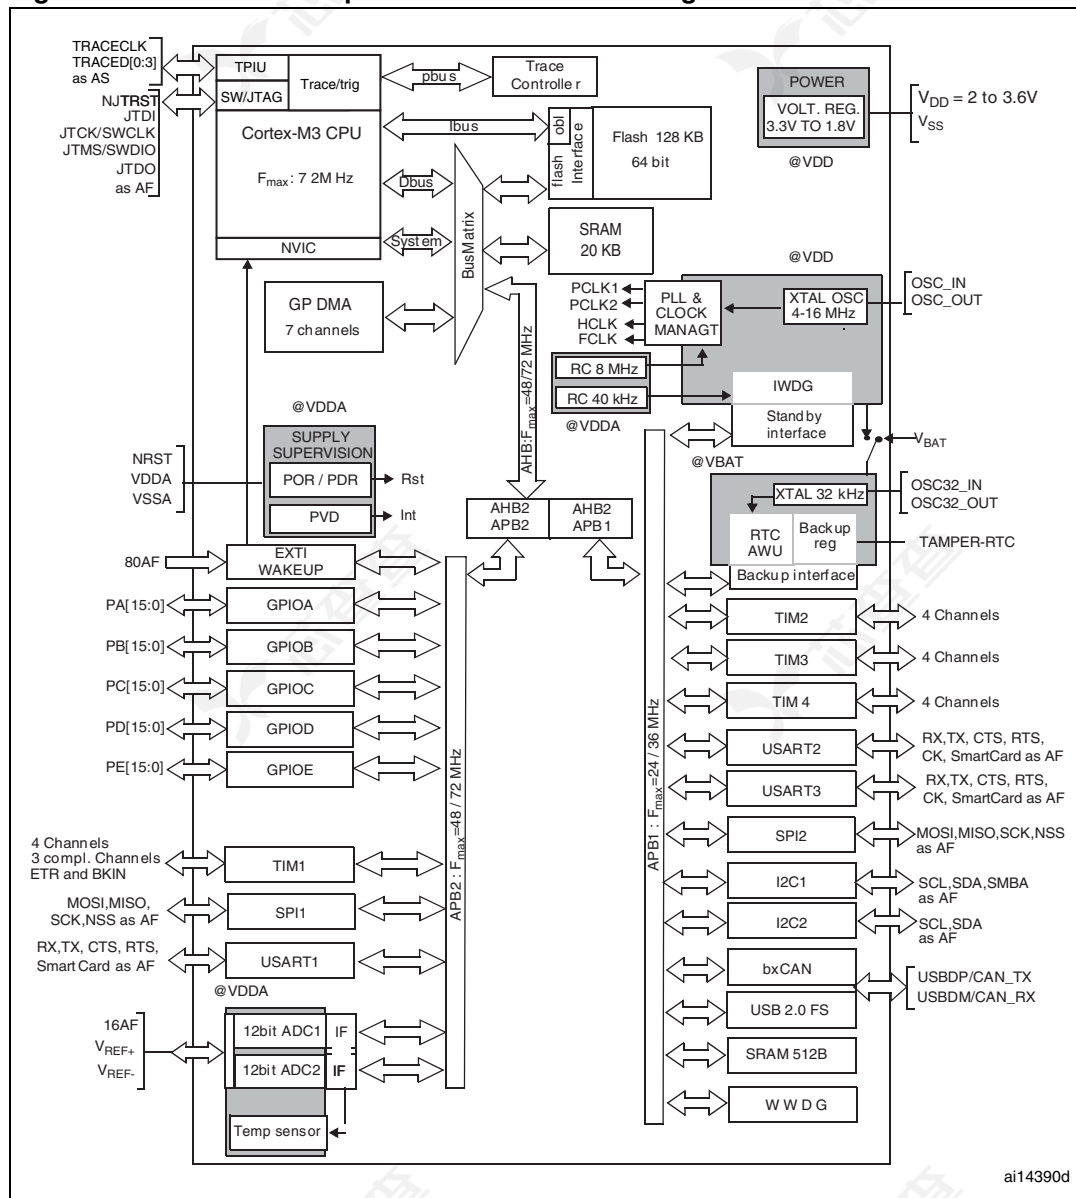 TRACECLK
TRACED[0:3]
as AS
NJTRST
JTDI
JTCK/SWCLK
JTMS/SWDIO
JTDO
as AF
TPIU
SW/JTAG
Trace/trig
Cortex-M3 CPU
Fmax: 7 2M Hz
NVIC
pbus
Trace
Controlle r
Ibus
Dbus
System
BusMatrix
flash
obl
Interface
Flash 128 KB
64 bit
SRAM
20 KB
POWER
VOLT. REG.
3.3V TO 1.8V
@VDD
VDD = 2 to 3.6V
VSS
GP DMA
7 channels
AHB:Fmax=48/72 MHz
@VDD
PCLK1
PCLK2
HCLK
FCLK
PLL &
CLOCK
MANAGT
XTAL OSC
4-16 MHz
OSC_IN
OSC_OUT
RC 8 MHz
RC 40 kHz
@VDDA
IWDG
Stand by
interface
VBAT
@VBAT
@VDDA
SUPPLY
SUPERVISION
POR / PDR
PVD
Rst
Int
NRST
VDDA
VSSA
AHB2
APB2
AHB2
APB1
XTAL 32 kHz
OSC32_IN
OSC32_OUT
RTC
AWU
Backup
reg
TAMPER-RTC
Backup interface
80AF
EXTI
WAKEUP
PA[15:0]
GPIOA
PB[15:0]
GPIOB
PC[15:0]
GPIOC
PD[15:0]
GPIOD
PE[15:0]
GPIOE
4 Channels
3 compl. Channels
ETR and BKIN
TIM1
MOSI,MISO,
SCK,NSS as AF
SPI1
RX,TX, CTS, RTS,
SmartCard as AF
USART1
@VDDA
16AF
VREF+
VREF-
12bit ADC1
IF
12bit ADC2
IF
Temp sensor
APB2 : Fmax=48 / 72 MHz
APB1 : Fmax=24 / 36 MHz
TIM2
4 Channels
TIM3
4 Channels
TIM 4
4 Channels
USART2
RX,TX, CTS, RTS,
CK, SmartCard as AF
USART3
RX,TX, CTS, RTS,
CK, SmartCard as AF
SPI2
MOSI,MISO,SCK,NSS
as AF
I2C1
SCL,SDA,SMBA
as AF
I2C2
SCL,SDA
as AF
bxCAN
USB 2.0 FS
USBDP/CAN_TX
USBDM/CAN_RX
SRAM 512B
W W D G
ai14390d
芯查查
芯查查